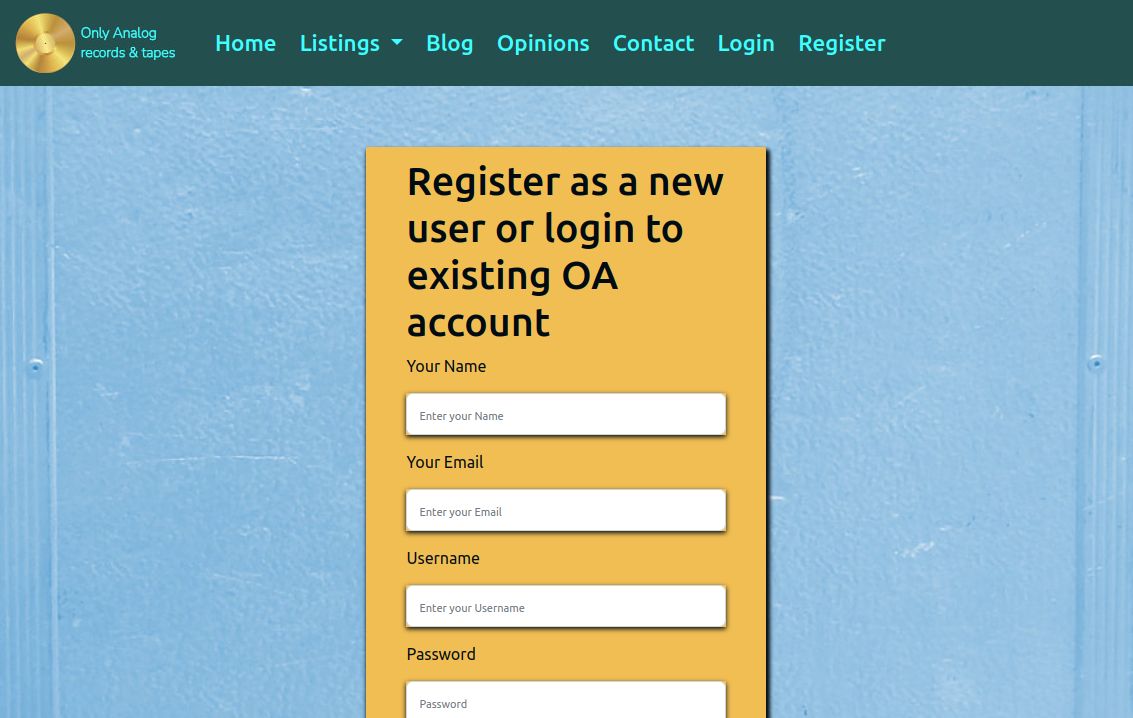 Only Analog
records & tapes
Home Listings Blog Opinions Contact Login Register
Register as a new
user or login to
existing OA
account
Your Name
Enter your Name
Your Email
Enter your Email
Username
Enter your Username
Password
Password